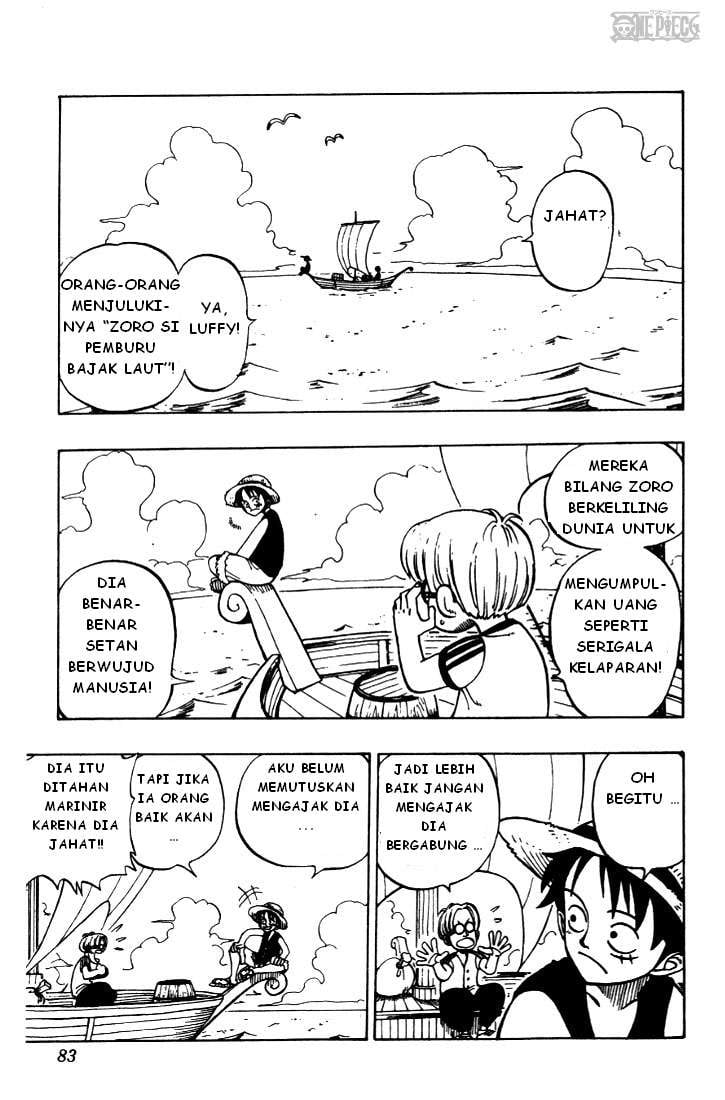 ONE PIECE
JAHAT?
YA,
LUFFY!
ORANG-ORANG
MENJULUKI-
NYA "ZORO SI
PEMBURU
BAJAK LAUT"!
MEREKA
BILANG ZORO
BERKELILING
DUNIA UNTUK
MENGUMPUL-
KAN UANG
SEPERTI
SERIGALA
KELAPARAN!
DIA
BENAR-
BENAR
SETAN
BERWUJUD
MANUSIA!
OH
BEGITU ...
JADI LEBIH
BAIK JANGAN
MENGAJAK
DIA
BERGABUNG ...
AKU BELUM
MEMUTUSKAN
MENGAJAK DIA
...
TAPI JIKA
IA ORANG
BAIK AKAN
...
DIA ITU
DITAHAN
MARINIR
KARENA DIA
JAHAT!!
83